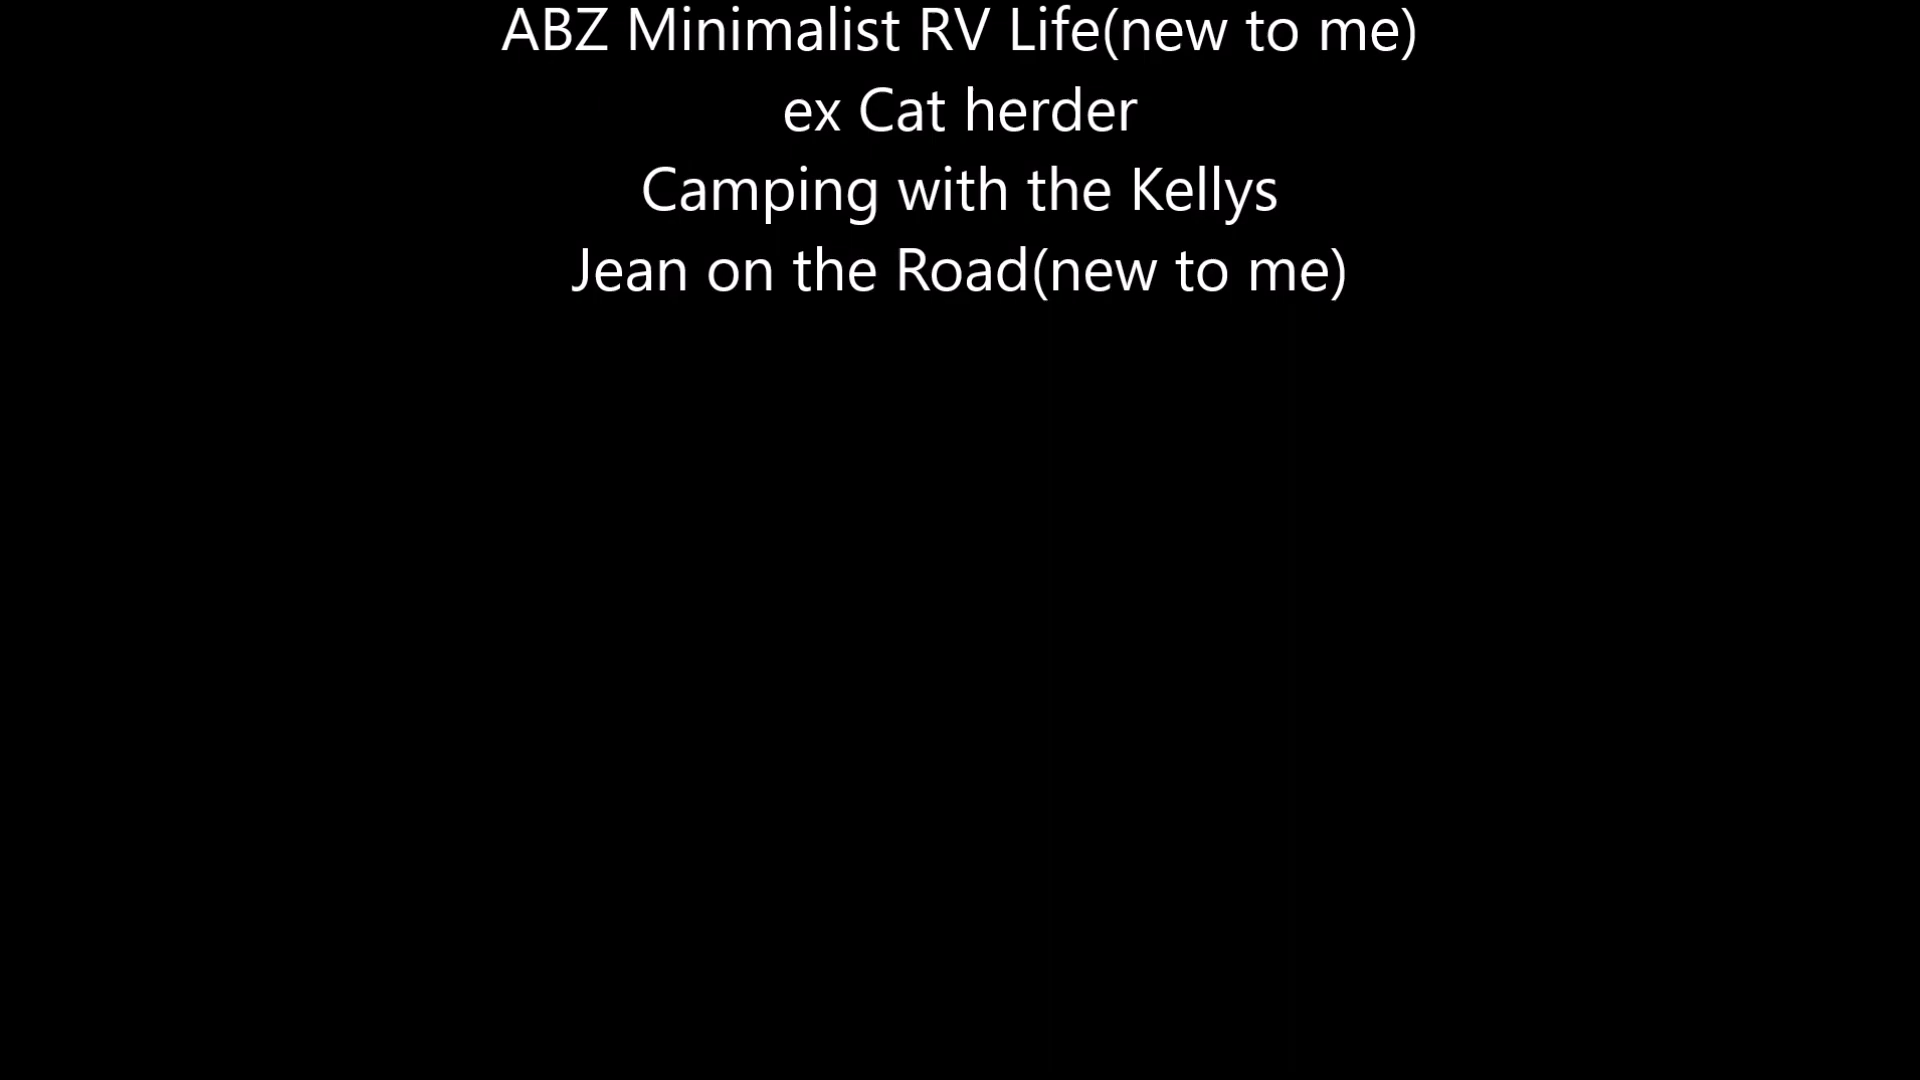 ABZ Minimalist RV Life(new to me)
ex Cat herder
Camping with the Kellys
Jean on the Road(new to me)